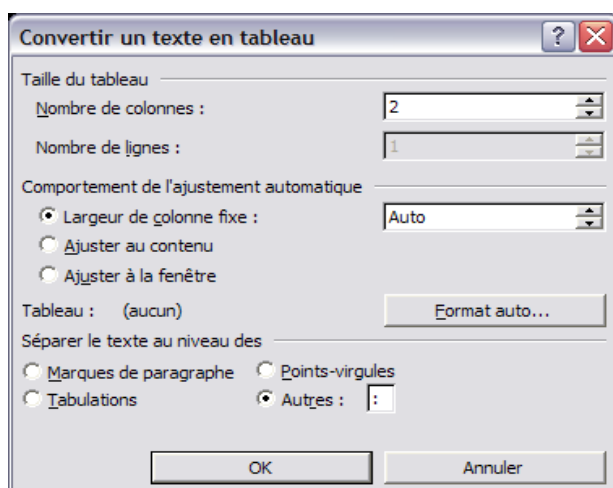 Convertir un texte en tableau
Taille du tableau
Nombre de colonnes : 2
Nombre de lignes : 1
Comportement de l'ajustement automatique
Largeur de colonne fixe : Auto
Ajuster au contenu
Ajuster à la fenêtre
Tableau : (aucun) Format auto...
Séparer le texte au niveau des
Marques de paragraphe Points-virgules
Tabulations Autres : :
OK Annuler